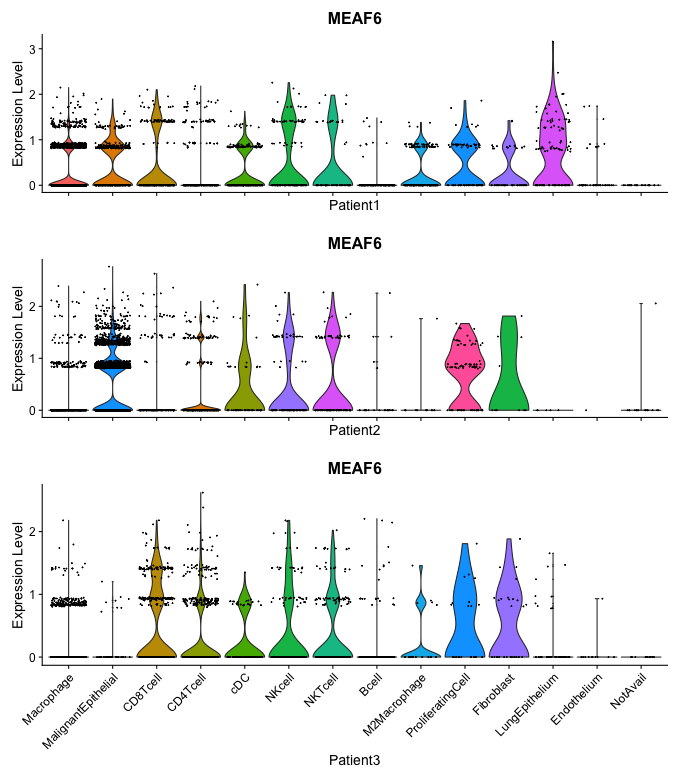 MEAF6
Expression Level
3
2
1
0
Patient1
MEAF6
Expression Level
2
1
0
Patient2
MEAF6
Expression Level
2
1
0
Macrophage
MalignantEpithelial
CD8Tcell
CD4Tcell
cDC
NKcell
NKTcell
Bcell
M2Macrophage
ProliferatingCell
Fibroblast
LungEpithelium
Endothelium
NotAvail
Patient3